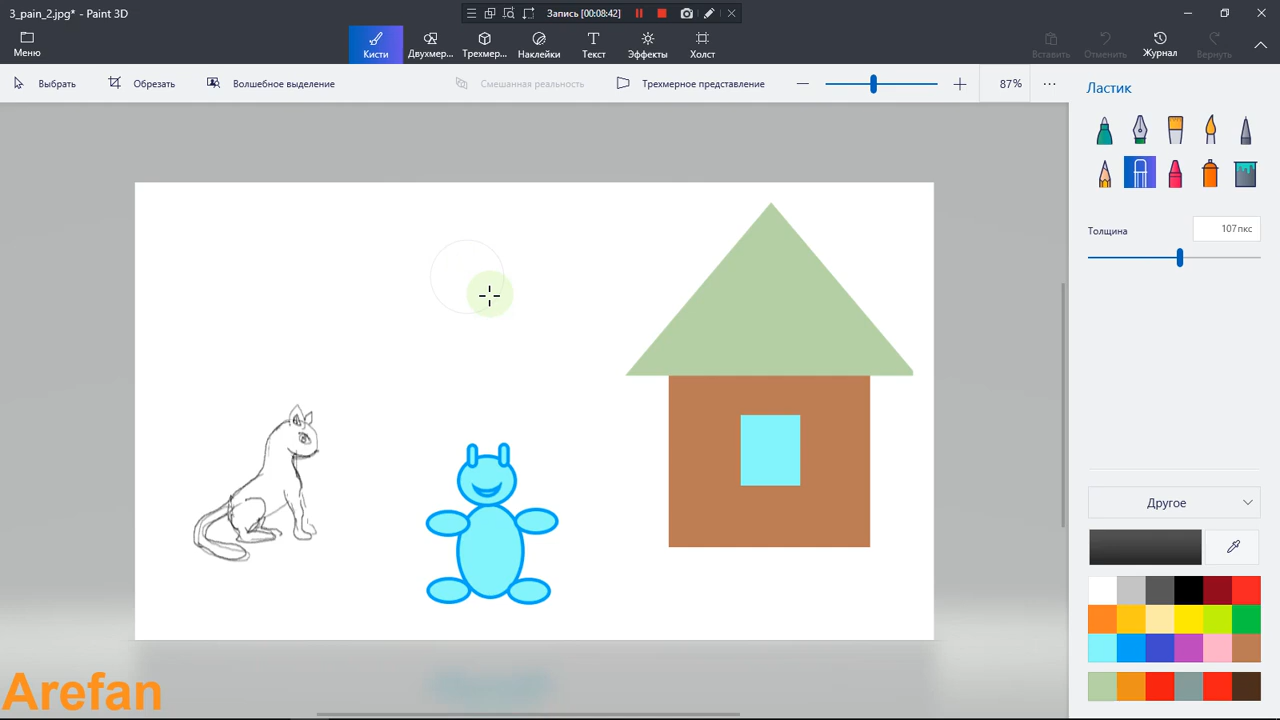 3_pain_2.jpg* - Paint 3D
Запись [00:08:42]
Меню
Кисти
Двухмер...
Трехмер...
Наклейки
Текст
Эффекты
Холст
Вставить
Отменить
Журнал
Вернуть
Выбрать
Обрезать
Волшебное выделение
Смешанная реальность
Трехмерное представление
87%
Ластик
Толщина
107пкс
Другое
Arefan